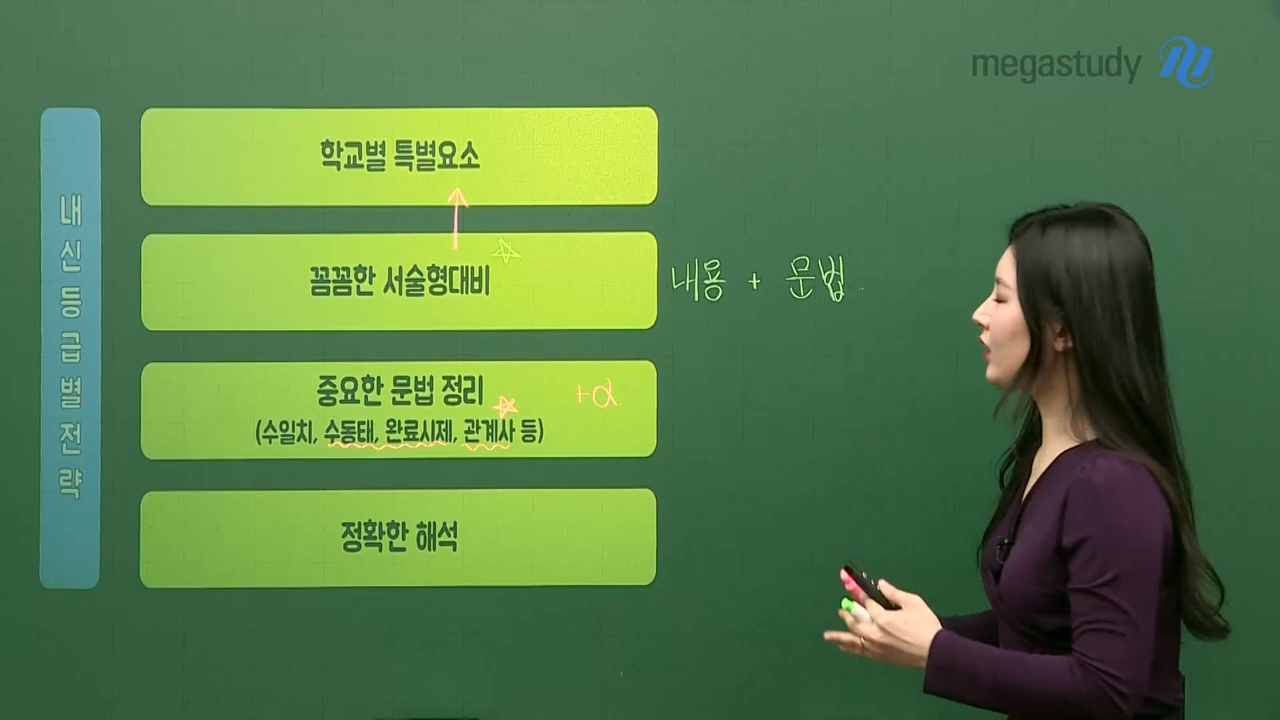 megastudy
내신등급별전략
학교별 특별요소
꼼꼼한 서술형대비
내용 + 문법
중요한 문법 정리
+α
(수일치, 수동태, 완료시제, 관계사 등)
정확한 해석